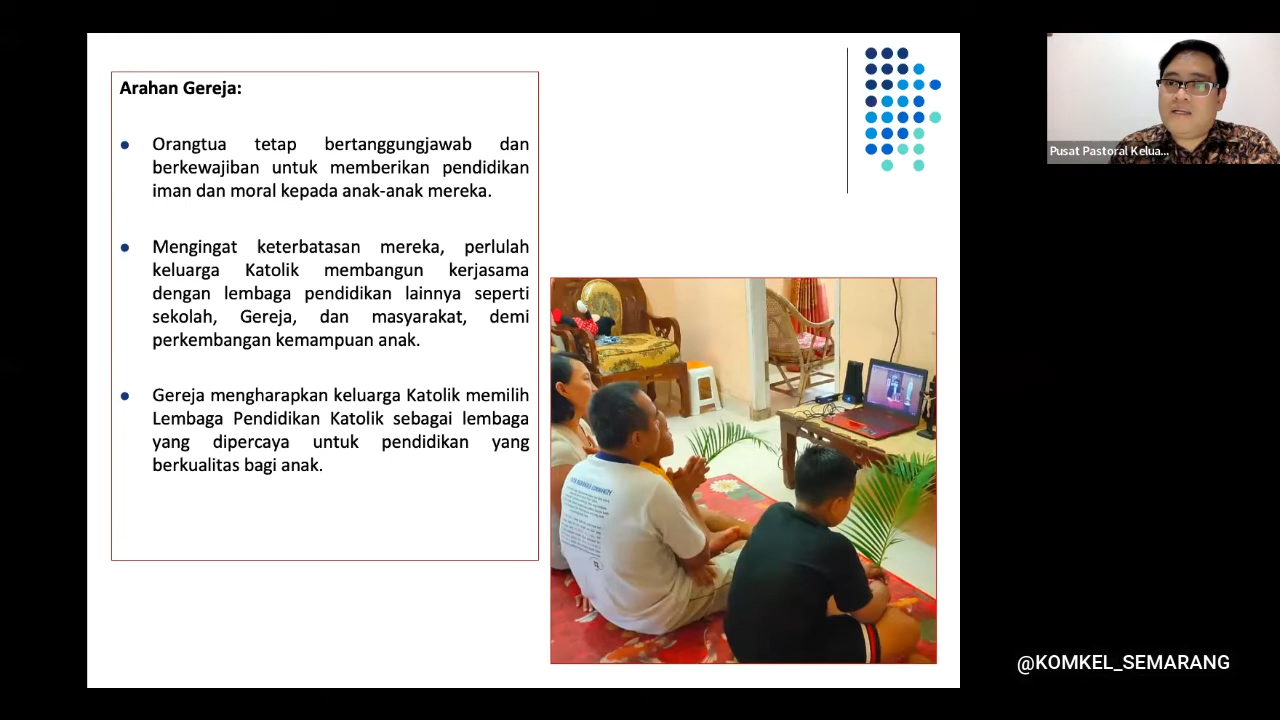 Arahan Gereja:
Orangtua tetap bertanggungjawab dan
berkewajiban untuk memberikan pendidikan
iman dan moral kepada anak-anak mereka.
Mengingat keterbatasan mereka, perlulah
keluarga Katolik membangun kerjasama
dengan lembaga pendidikan lainnya seperti
sekolah, Gereja, dan masyarakat, demi
perkembangan kemampuan anak.
Gereja mengharapkan keluarga Katolik memilih
Lembaga Pendidikan Katolik sebagai lembaga
yang dipercaya untuk pendidikan yang
berkualitas bagi anak.
Pusat Pastoral Kelua...
@KOMKEL_SEMARANG